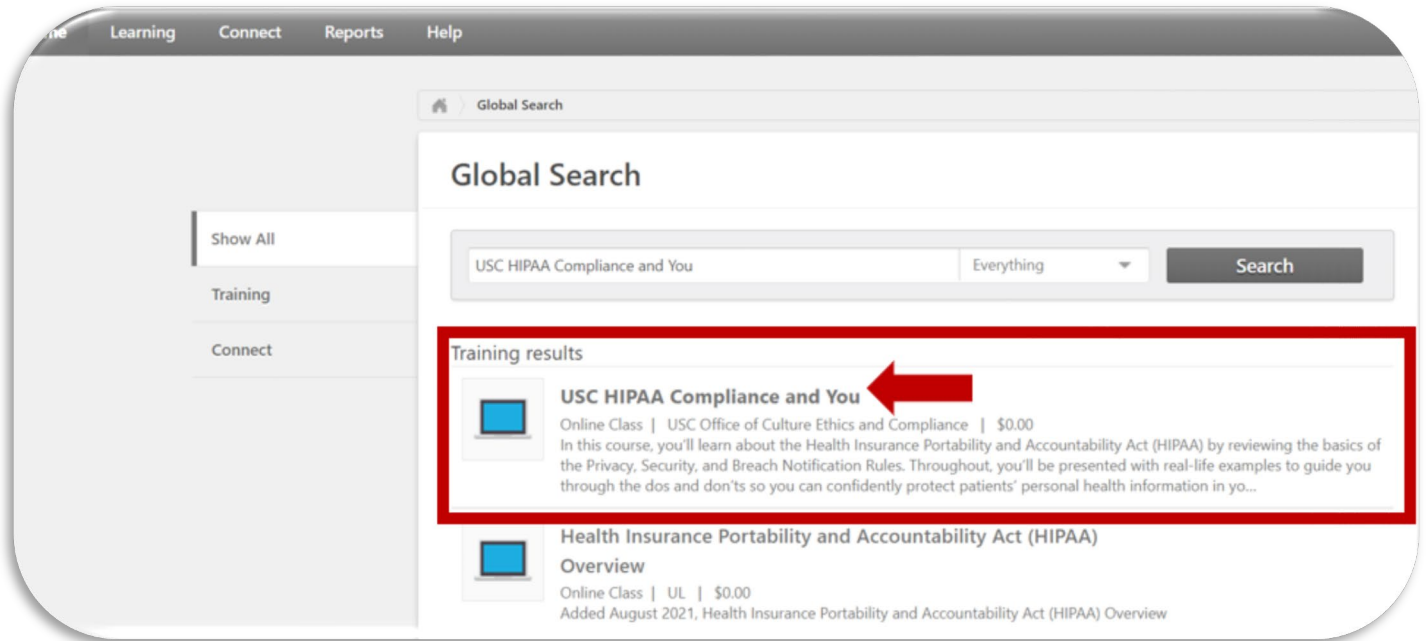 Learning Connect Reports Help
Global Search
Global Search
Show All
Training
Connect
USC HIPAA Compliance and You Everything Search
Training results
USC HIPAA Compliance and You
Online Class | USC Office of Culture Ethics and Compliance | $0.00
In this course, you'll learn about the Health Insurance Portability and Accountability Act (HIPAA) by reviewing the basics of
the Privacy, Security, and Breach Notification Rules. Throughout, you'll be presented with real-life examples to guide you
through the dos and don'ts so you can confidently protect patients' personal health information in yo...
Health Insurance Portability and Accountability Act (HIPAA)
Overview
Online Class | UL | $0.00
Added August 2021, Health Insurance Portability and Accountability Act (HIPAA) Overview